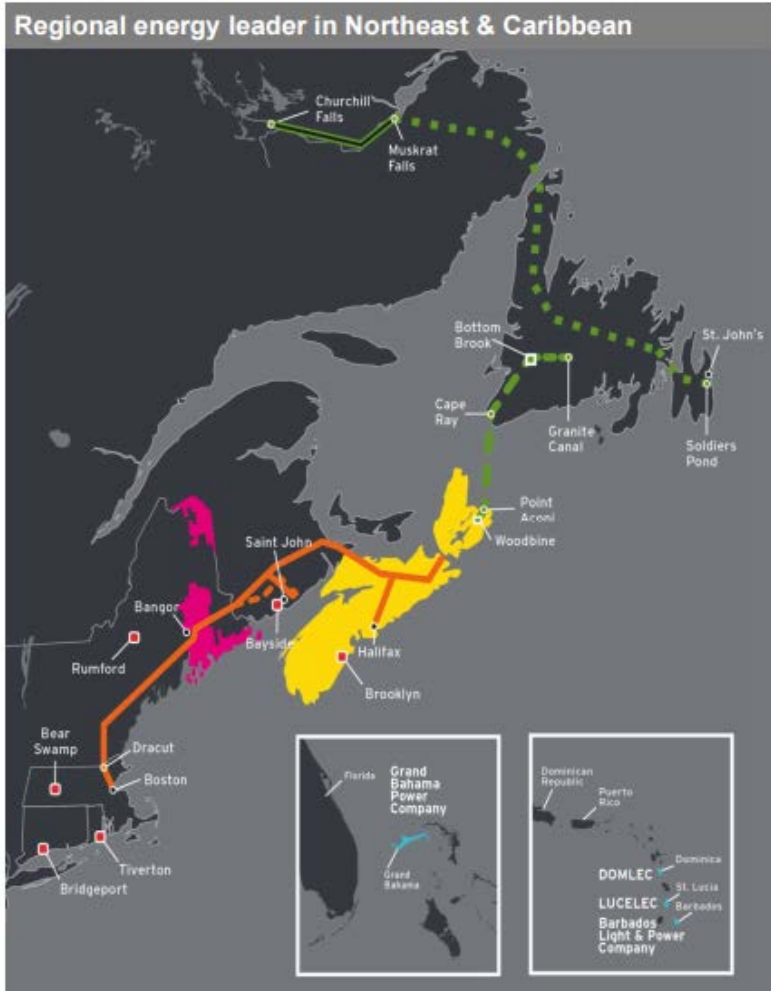 Regional energy leader in Northeast & Caribbean
Churchill
Falls
Muskrat
Falls
Bottom
Brook
St. John's
Cape
Ray
Granite
Canal
Soldiers
Pond
Point
Aconi
Woodbine
Saint John
Bangor
Bayside
Halifax
Rumford
Brooklyn
Bear
Swamp
Dracut
Boston
Tiverton
Bridgeport
Florida
Grand
Bahama
Power
Company
Grand
Bakama
Dominican
Republic
Puerto
Rico
Dominica
DOMLEC
St. Lucia
LUCELEC
Barbados
Barbados
Light & Power
Company